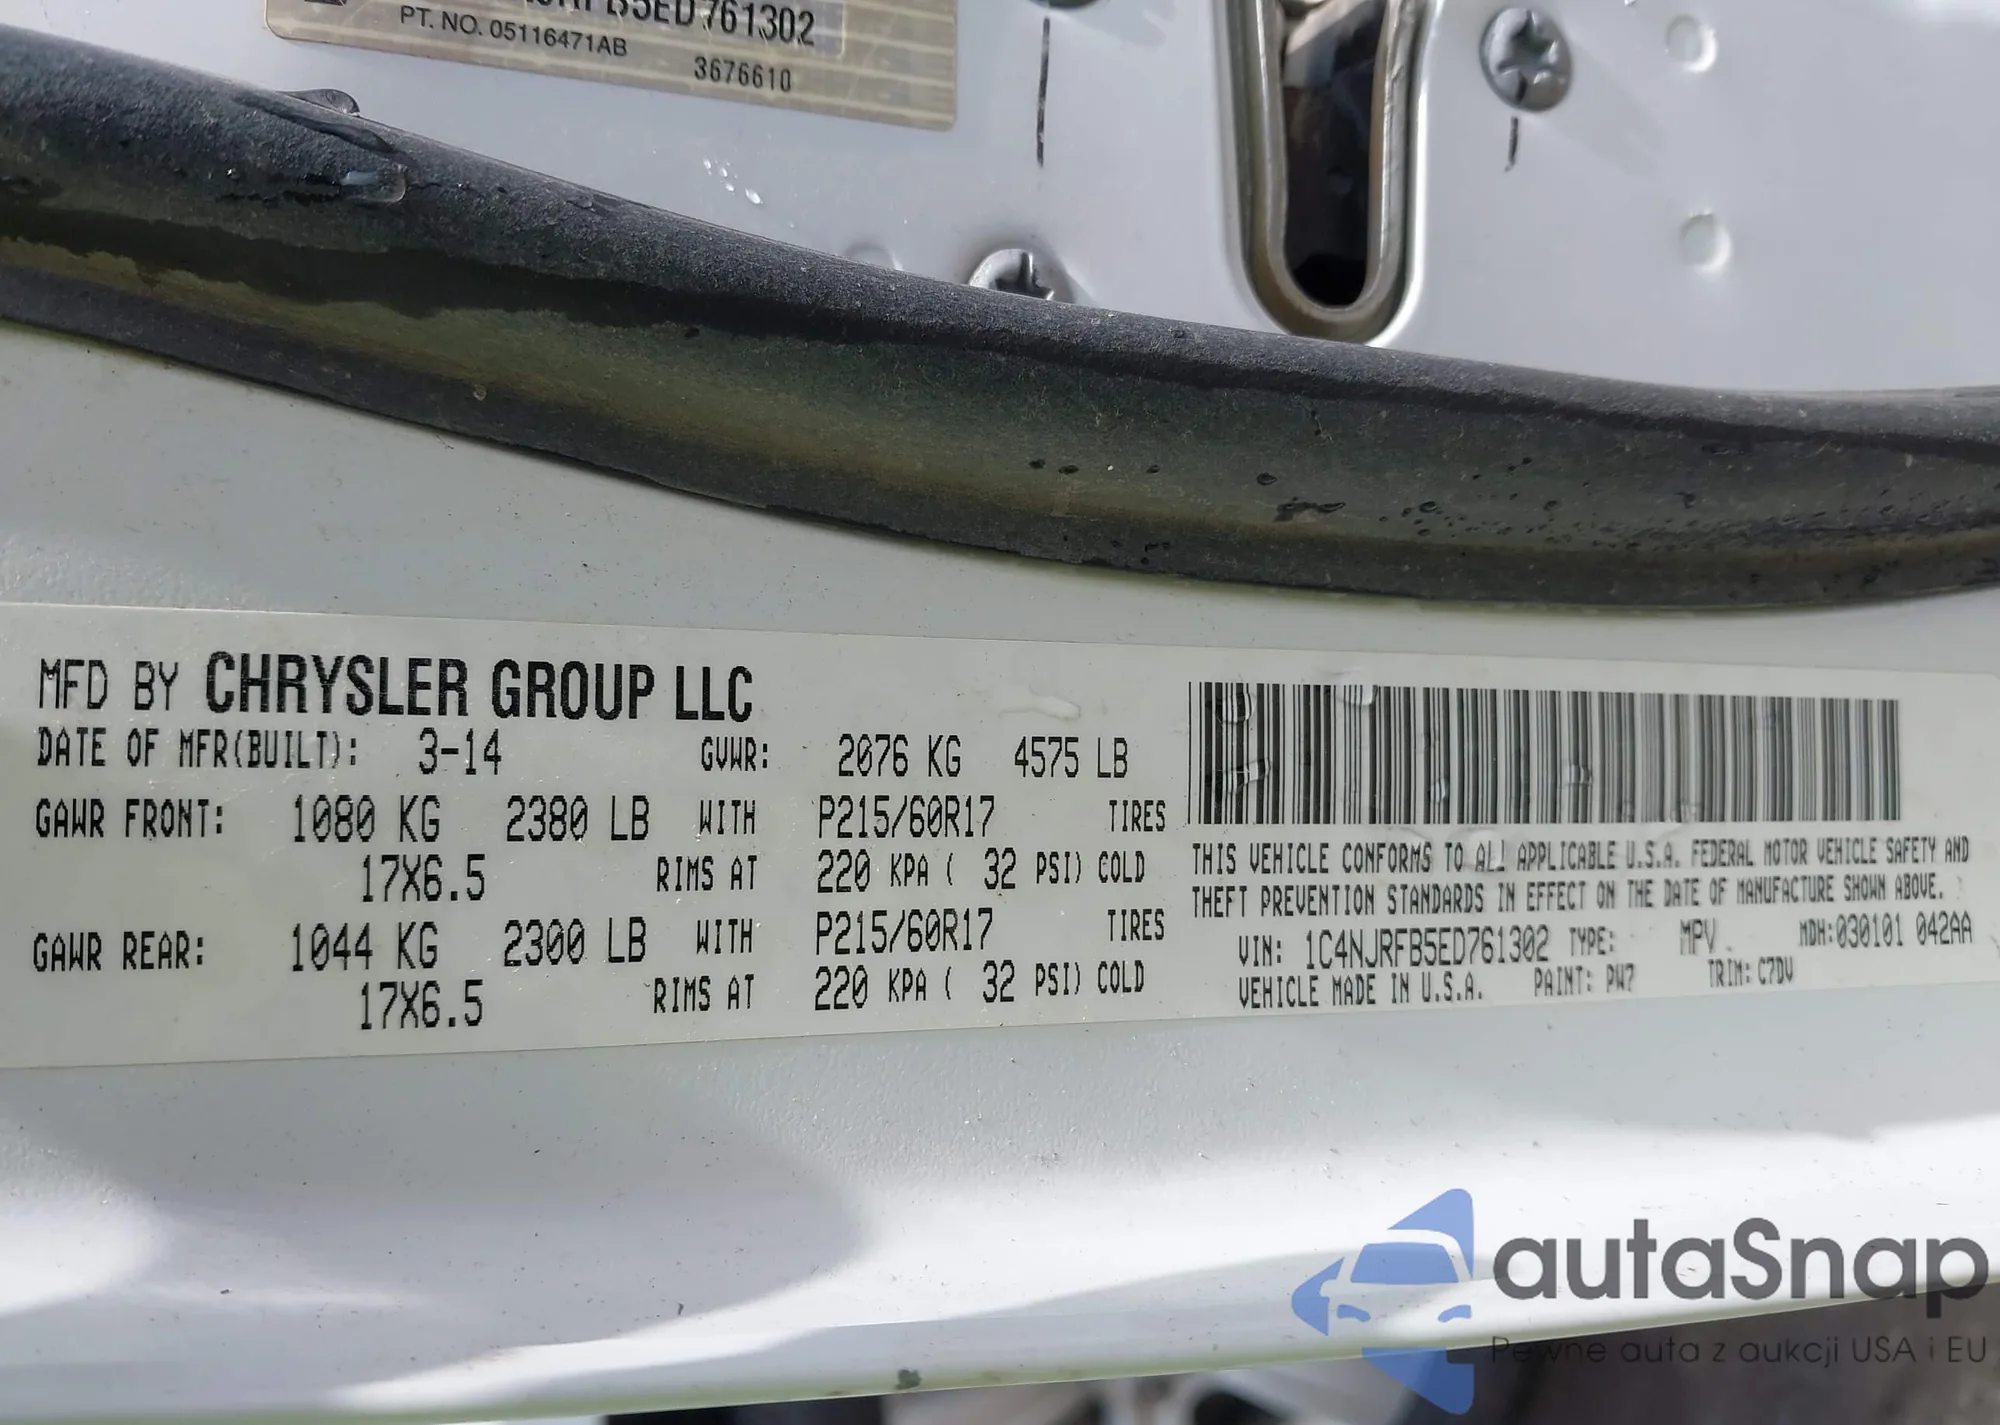 RFB5ED761302
PT. NO. 05116471AB
3676610
MFD BY CHRYSLER GROUP LLC
DATE OF MFR(BUILT): 3-14 GVWR: 2076 KG 4575 LB
GAWR FRONT: 1080 KG 2380 LB WITH P215/60R17 TIRES
17X6.5 RIMS AT 220 KPA ( 32 PSI) COLD
GAWR REAR: 1044 KG 2300 LB WITH P215/60R17 TIRES
17X6.5 RIMS AT 220 KPA ( 32 PSI) COLD
THIS VEHICLE CONFORMS TO ALL APPLICABLE U.S.A. FEDERAL MOTOR VEHICLE SAFETY AND
THEFT PREVENTION STANDARDS IN EFFECT ON THE DATE OF MANUFACTURE SHOWN ABOVE.
VIN: 1C4NJRFB5ED761302 TYPE: MPV MDH:030101 042AA
VEHICLE MADE IN U.S.A. PAINT: PW7 TRIM: C7DV
autaSnap
Pewne auta z aukcji USA i EU